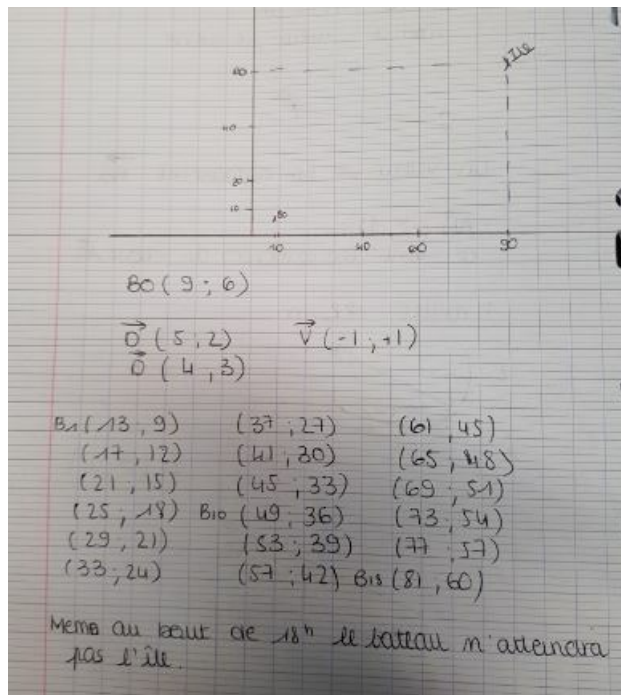 60
île
40
20
10
, B0
10 40 60 90
B0 ( 9 ; 6 )
D ( 5 ; 2 ) V ( -1 ; +1 )
D ( 4 , 3 )
B1 ( 13 , 9 ) ( 37 ; 27 ) ( 61 , 45 )
( 17 , 12 ) ( 41 ; 30 ) ( 65 , 48 )
( 21 , 15 ) ( 45 ; 33 ) ( 69 , 51 )
( 25 , 18 ) B10 ( 49 ; 36 ) ( 73 , 54 )
( 29 , 21 ) ( 53 ; 39 ) ( 77 , 57 )
( 33 ; 24 ) ( 57 ; 42 ) B18 ( 81 , 60 )
Meme au bout de 18h le bateau n'atteindra
pas l'île.